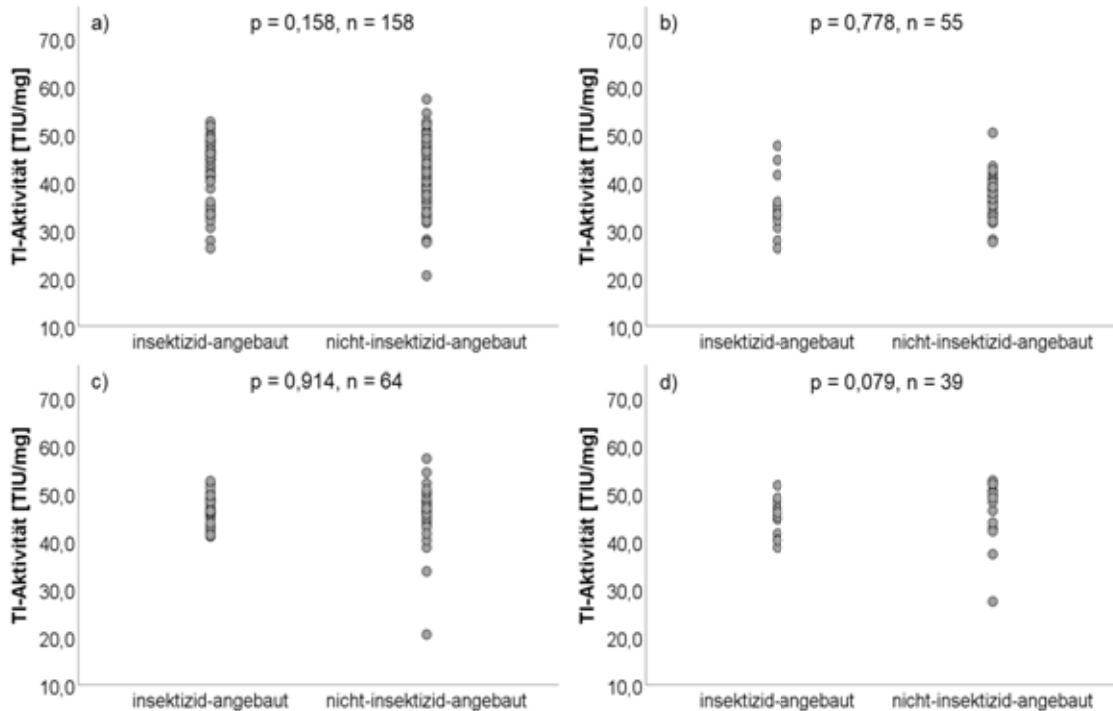 a) p = 0,158, n = 158
TI-Aktivität [TIU/mg]
70,0
60,0
50,0
40,0
30,0
20,0
10,0
insektizid-angebaut nicht-insektizid-angebaut
b) p = 0,778, n = 55
TI-Aktivität [TIU/mg]
70,0
60,0
50,0
40,0
30,0
20,0
10,0
insektizid-angebaut nicht-insektizid-angebaut
c) p = 0,914, n = 64
TI-Aktivität [TIU/mg]
70,0
60,0
50,0
40,0
30,0
20,0
10,0
insektizid-angebaut nicht-insektizid-angebaut
d) p = 0,079, n = 39
TI-Aktivität [TIU/mg]
70,0
60,0
50,0
40,0
30,0
20,0
10,0
insektizid-angebaut nicht-insektizid-angebaut